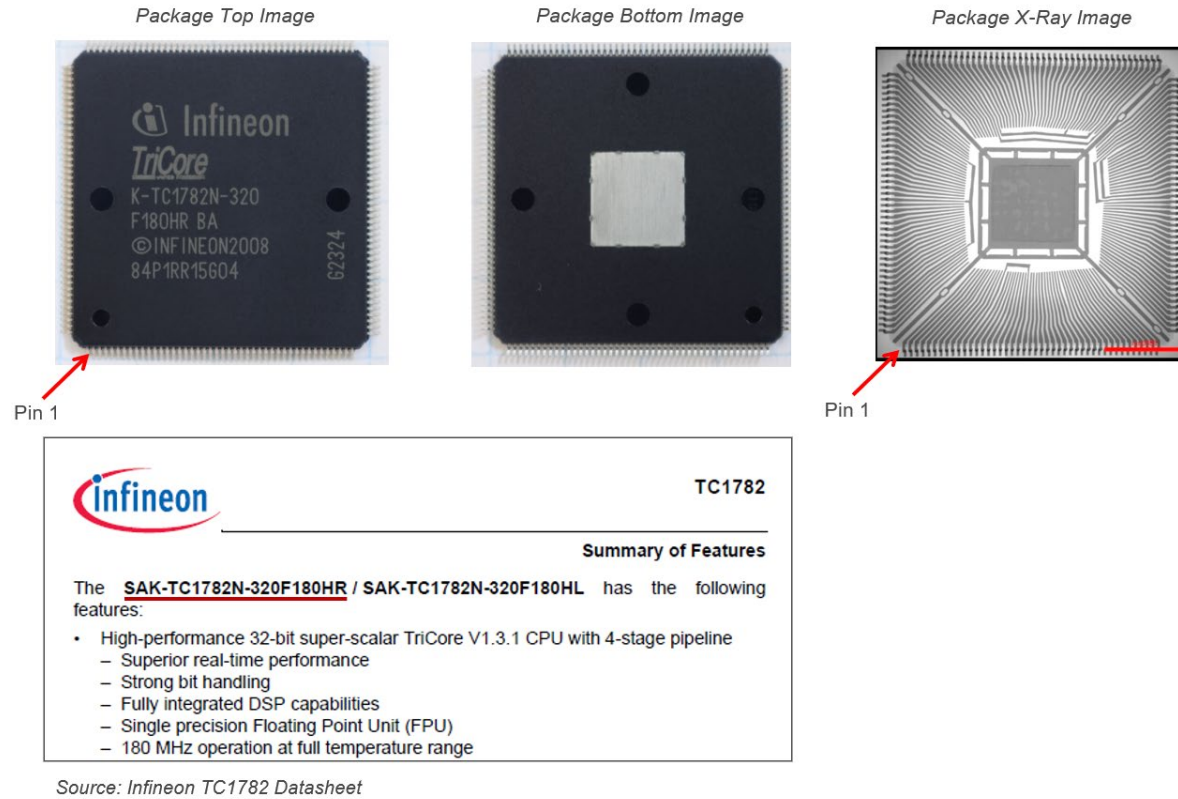 Package Top Image
Package Bottom Image
Package X-Ray Image
Infineon
TriCore
K-TC1782N-320
F180HR BA
©INFINEON2008
84P1RR15G04
G2324
Pin 1
Pin 1
infineon
TC1782
Summary of Features
The SAK-TC1782N-320F180HR / SAK-TC1782N-320F180HL has the following
features:
• High-performance 32-bit super-scalar TriCore V1.3.1 CPU with 4-stage pipeline
– Superior real-time performance
– Strong bit handling
– Fully integrated DSP capabilities
– Single precision Floating Point Unit (FPU)
– 180 MHz operation at full temperature range
Source: Infineon TC1782 Datasheet